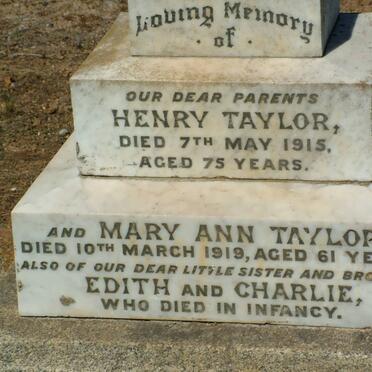 Loving Memory
of
OUR DEAR PARENTS
HENRY TAYLOR,
DIED 7TH MAY 1915,
AGED 75 YEARS.
AND MARY ANN TAYLOR
DIED 10TH MARCH 1919, AGED 61 YE
ALSO OF OUR DEAR LITTLE SISTER AND BRO
EDITH AND CHARLIE,
WHO DIED IN INFANCY.